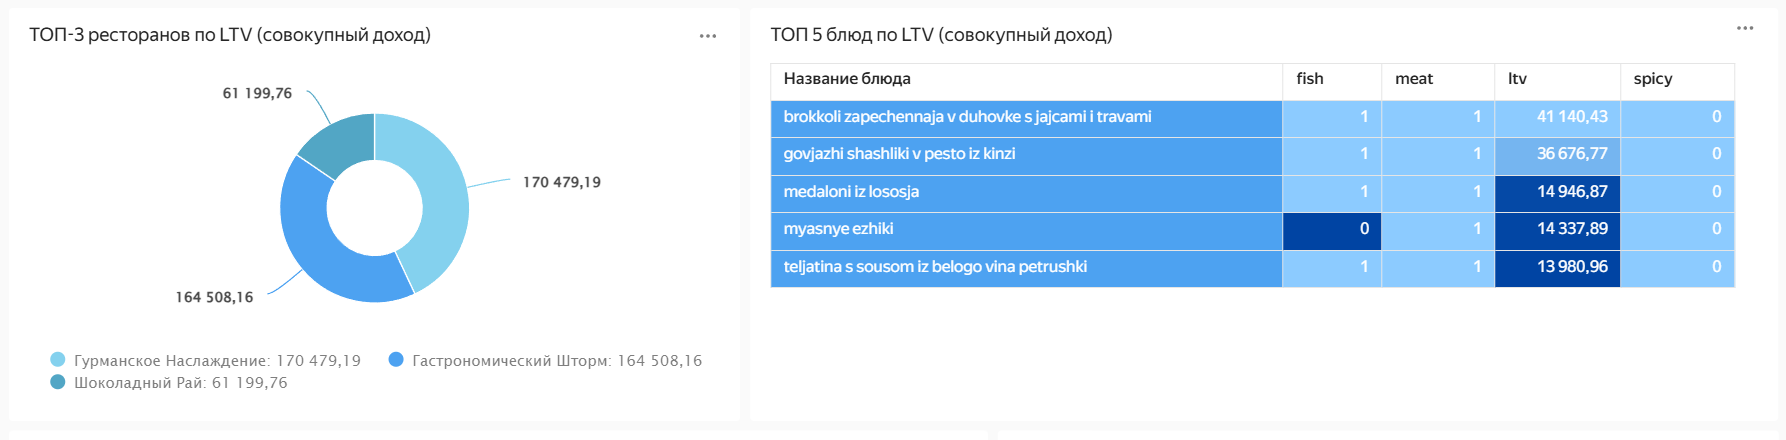 ТОП-3 ресторанов по LTV (совокупный доход)
61 199,76
170 479,19
164 508,16
Гурманское Наслаждение: 170 479,19 Гастрономический Шторм: 164 508,16
Шоколадный Рай: 61 199,76
ТОП 5 блюд по LTV (совокупный доход)
Название блюда fish meat ltv spicy
brokkoli zapechennaja v duhovke s jajcami i travami 1 1 41 140,43 0
govjazhi shashliki v pesto iz kinzi 1 1 36 676,77 0
medaloni iz lososja 1 1 14 946,87 0
myasnye ezhiki 0 1 14 337,89 0
teljatina s sousom iz belogo vina petrushki 1 1 13 980,96 0